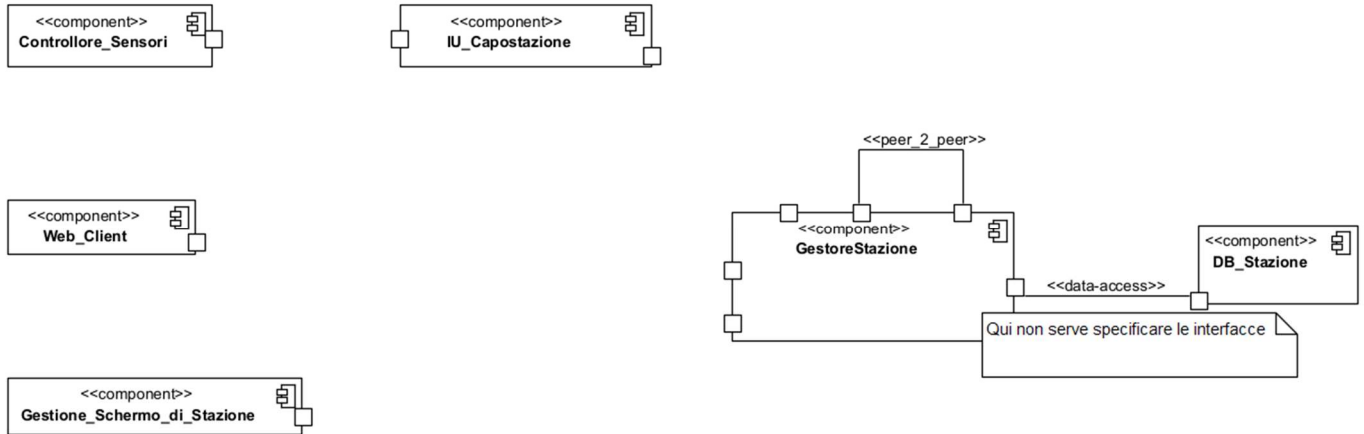 <<component>>
Controllore_Sensori
<<component>>
IU_Capostazione
<<peer_2_peer>>
<<component>>
Web_Client
<<component>>
GestoreStazione
<<component>>
DB_Stazione
<<data-access>>
Qui non serve specificare le interfacce
<<component>>
Gestione_Schermo_di_Stazione